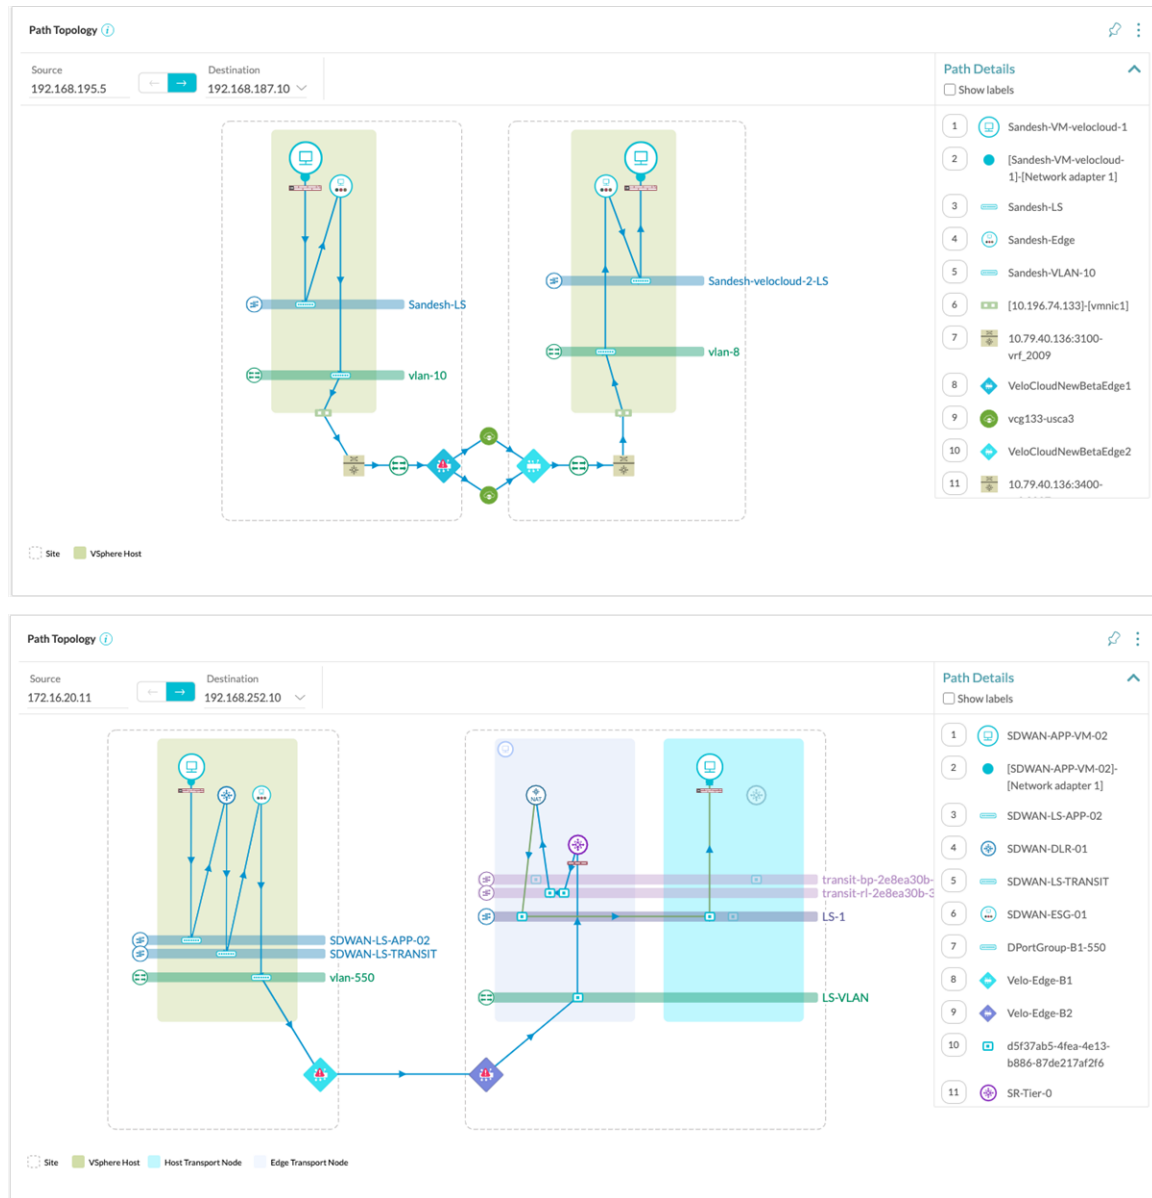 Path Topology
Source
192.168.195.5
Destination
192.168.187.10
Path Details
Show labels
1 Sandesh-VM-velocloud-1
2 [Sandesh-VM-velocloud-
1]-[Network adapter 1]
3 Sandesh-LS
4 Sandesh-Edge
5 Sandesh-VLAN-10
6 [10.196.74.133]-[vmnic1]
7 10.79.40.136:3100-
vrf_2009
8 VeloCloudNewBetaEdge1
9 vcg133-usca3
10 VeloCloudNewBetaEdge2
11 10.79.40.136:3400-
Sandesh-LS
vlan-10
Sandesh-velocloud-2-LS
vlan-8
Site
VSphere Host
Path Topology
Source
172.16.20.11
Destination
192.168.252.10
Path Details
Show labels
1 SDWAN-APP-VM-02
2 [SDWAN-APP-VM-02]-
[Network adapter 1]
3 SDWAN-LS-APP-02
4 SDWAN-DLR-01
5 SDWAN-LS-TRANSIT
6 SDWAN-ESG-01
7 DPortGroup-B1-550
8 Velo-Edge-B1
9 Velo-Edge-B2
10 d5f37ab5-4fea-4e13-
b886-87de217af2f6
11 SR-Tier-0
SDWAN-LS-APP-02
SDWAN-LS-TRANSIT
vlan-550
NAT
transit-bp-2e8ea30b-
transit-rl-2e8ea30b-3
LS-1
LS-VLAN
Site
VSphere Host
Host Transport Node
Edge Transport Node